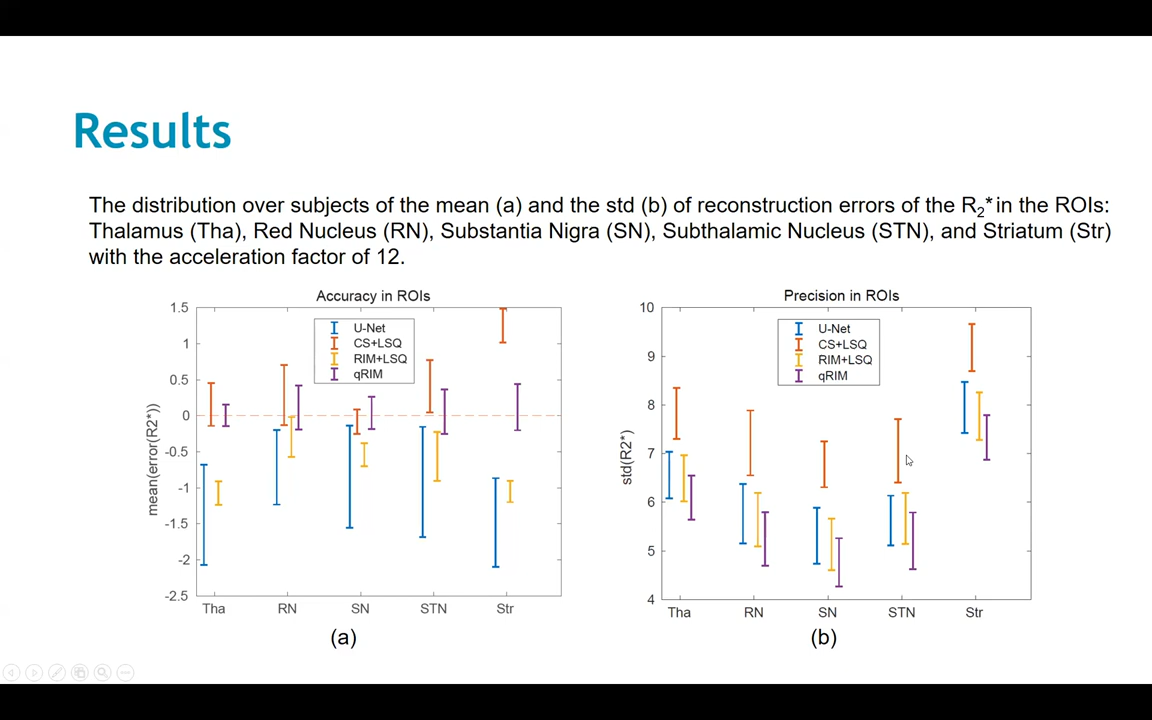 Results
The distribution over subjects of the mean (a) and the std (b) of reconstruction errors of the R2* in the ROIs:
Thalamus (Tha), Red Nucleus (RN), Substantia Nigra (SN), Subthalamic Nucleus (STN), and Striatum (Str)
with the acceleration factor of 12.
Accuracy in ROIs
1.5
1
0.5
0
-0.5
-1
-1.5
-2
-2.5
mean(error(R2*))
U-Net
CS+LSQ
RIM+LSQ
qRIM
Tha RN SN STN Str
(a)
Precision in ROIs
10
9
8
7
6
5
4
std(R2*)
U-Net
CS+LSQ
RIM+LSQ
qRIM
Tha RN SN STN Str
(b)